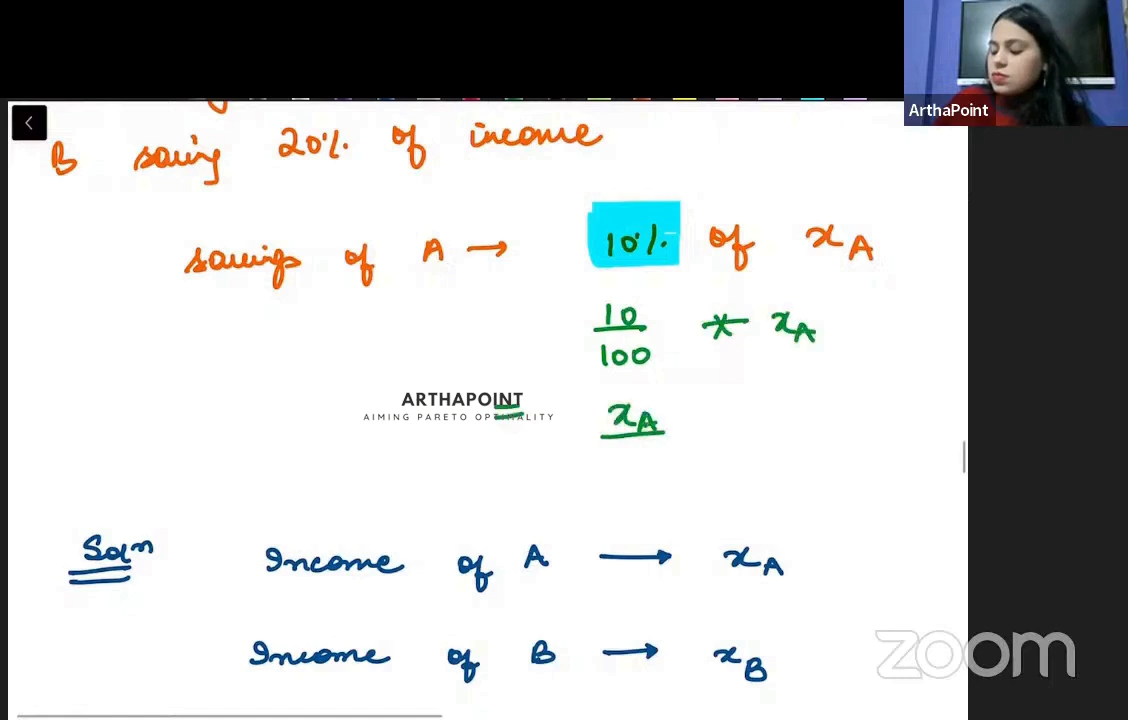 ArthaPoint
B saving 20% of income
savings of A → 10% of xA
10
100 * xA
ARTHAPOINT
AIMING PARETO OPTIMALITY
xA
Soln Income of A → xA
Income of B → xB
zoom